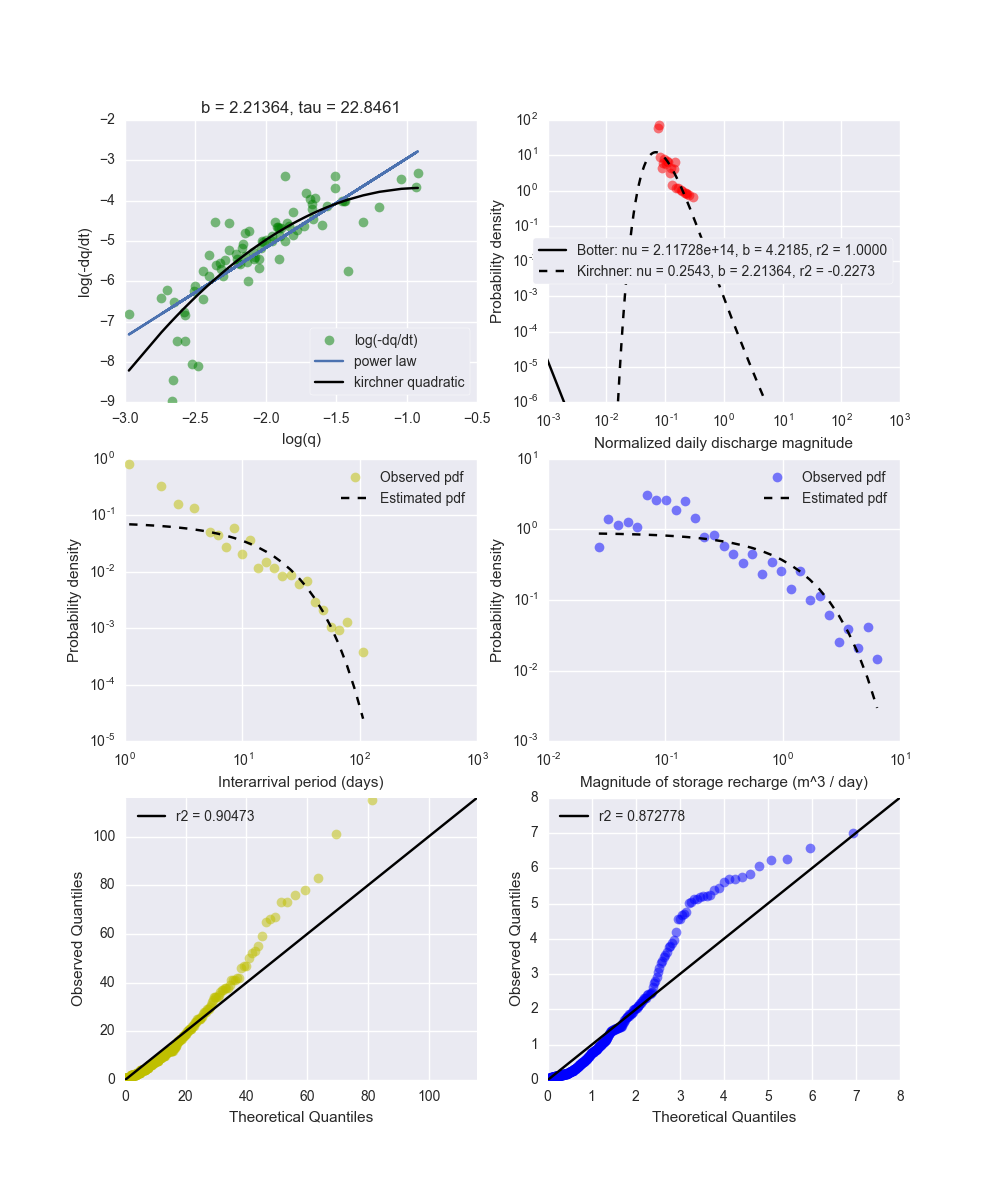 b = 2.21364, tau = 22.8461
−2
−3
−4
−5
−6
−7
−8
−9
log(-dq/dt)
log(-dq/dt)
power law
kirchner quadratic
−3.0 −2.5 −2.0 −1.5 −1.0 −0.5
log(q)
10^2
10^1
10^0
10^-1
10^-3
10^-4
10^-5
10^-6
Probability density
Botter: nu = 2.11728e+14, b = 4.2185, r2 = 1.0000
Kirchner: nu = 0.2543, b = 2.21364, r2 = -0.2273
10^-3 10^-2 10^-1 10^0 10^1 10^2 10^3
Normalized daily discharge magnitude
10^0
10^-1
10^-2
10^-3
10^-4
10^-5
Probability density
Observed pdf
Estimated pdf
10^0 10^1 10^2 10^3
Interarrival period (days)
10^1
10^0
10^-1
10^-2
10^-3
Probability density
Observed pdf
Estimated pdf
10^-2 10^-1 10^0 10^1
Magnitude of storage recharge (m^3 / day)
100
80
60
40
20
0
Observed Quantiles
r2 = 0.90473
0 20 40 60 80 100
Theoretical Quantiles
8
7
6
5
4
3
2
1
0
Observed Quantiles
r2 = 0.872778
0 1 2 3 4 5 6 7 8
Theoretical Quantiles